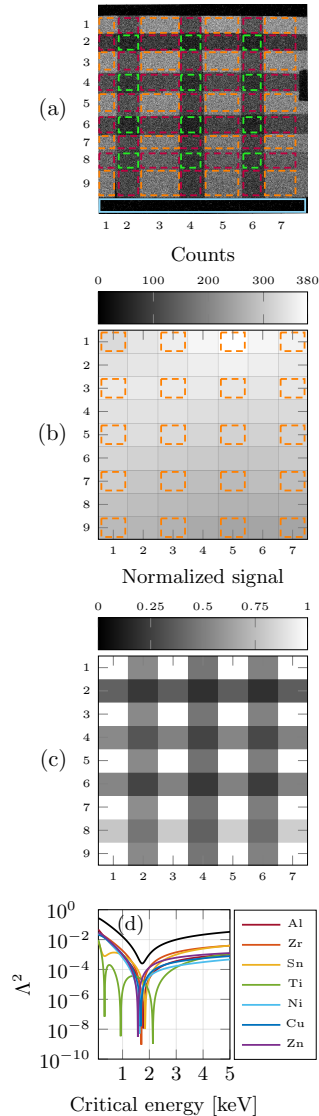 1
2
3
4
5
6
7
8
9
(a)
1 2 3 4 5 6 7
Counts
0 100 200 300 380
1
2
3
4
5
6
7
8
9
(b)
1 2 3 4 5 6 7
Normalized signal
0 0.25 0.5 0.75 1
1
2
3
4
5
6
7
8
9
(c)
1 2 3 4 5 6 7
10⁰
10⁻²
10⁻⁴
10⁻⁶
10⁻⁸
10⁻¹⁰
Λ²
(d)
Al
Zr
Sn
Ti
Ni
Cu
Zn
1 2 3 4 5
Critical energy [keV]